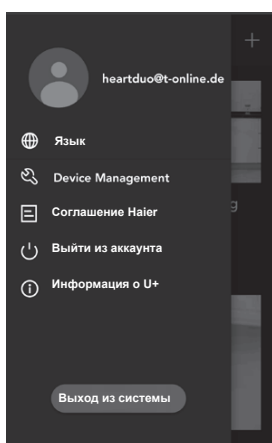 heartduo@t-online.de
Язык
Device Management
Соглашение Haier
Выйти из аккаунта
Информация о U+
Выход из системы
g